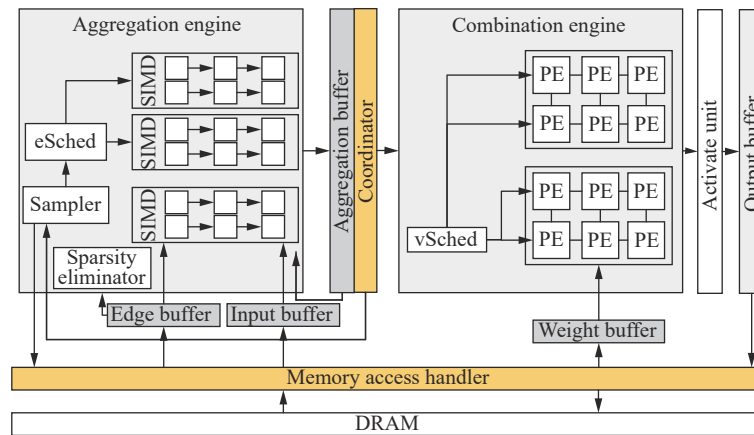 Aggregation engine
SIMD
SIMD
SIMD
eSched
Sampler
Sparsity
eliminator
Edge buffer
Input buffer
Aggregation buffer
Coordinator
Combination engine
PE PE PE
PE PE PE
PE PE PE
PE PE PE
vSched
Weight buffer
Activate unit
Output buffer
Memory access handler
DRAM